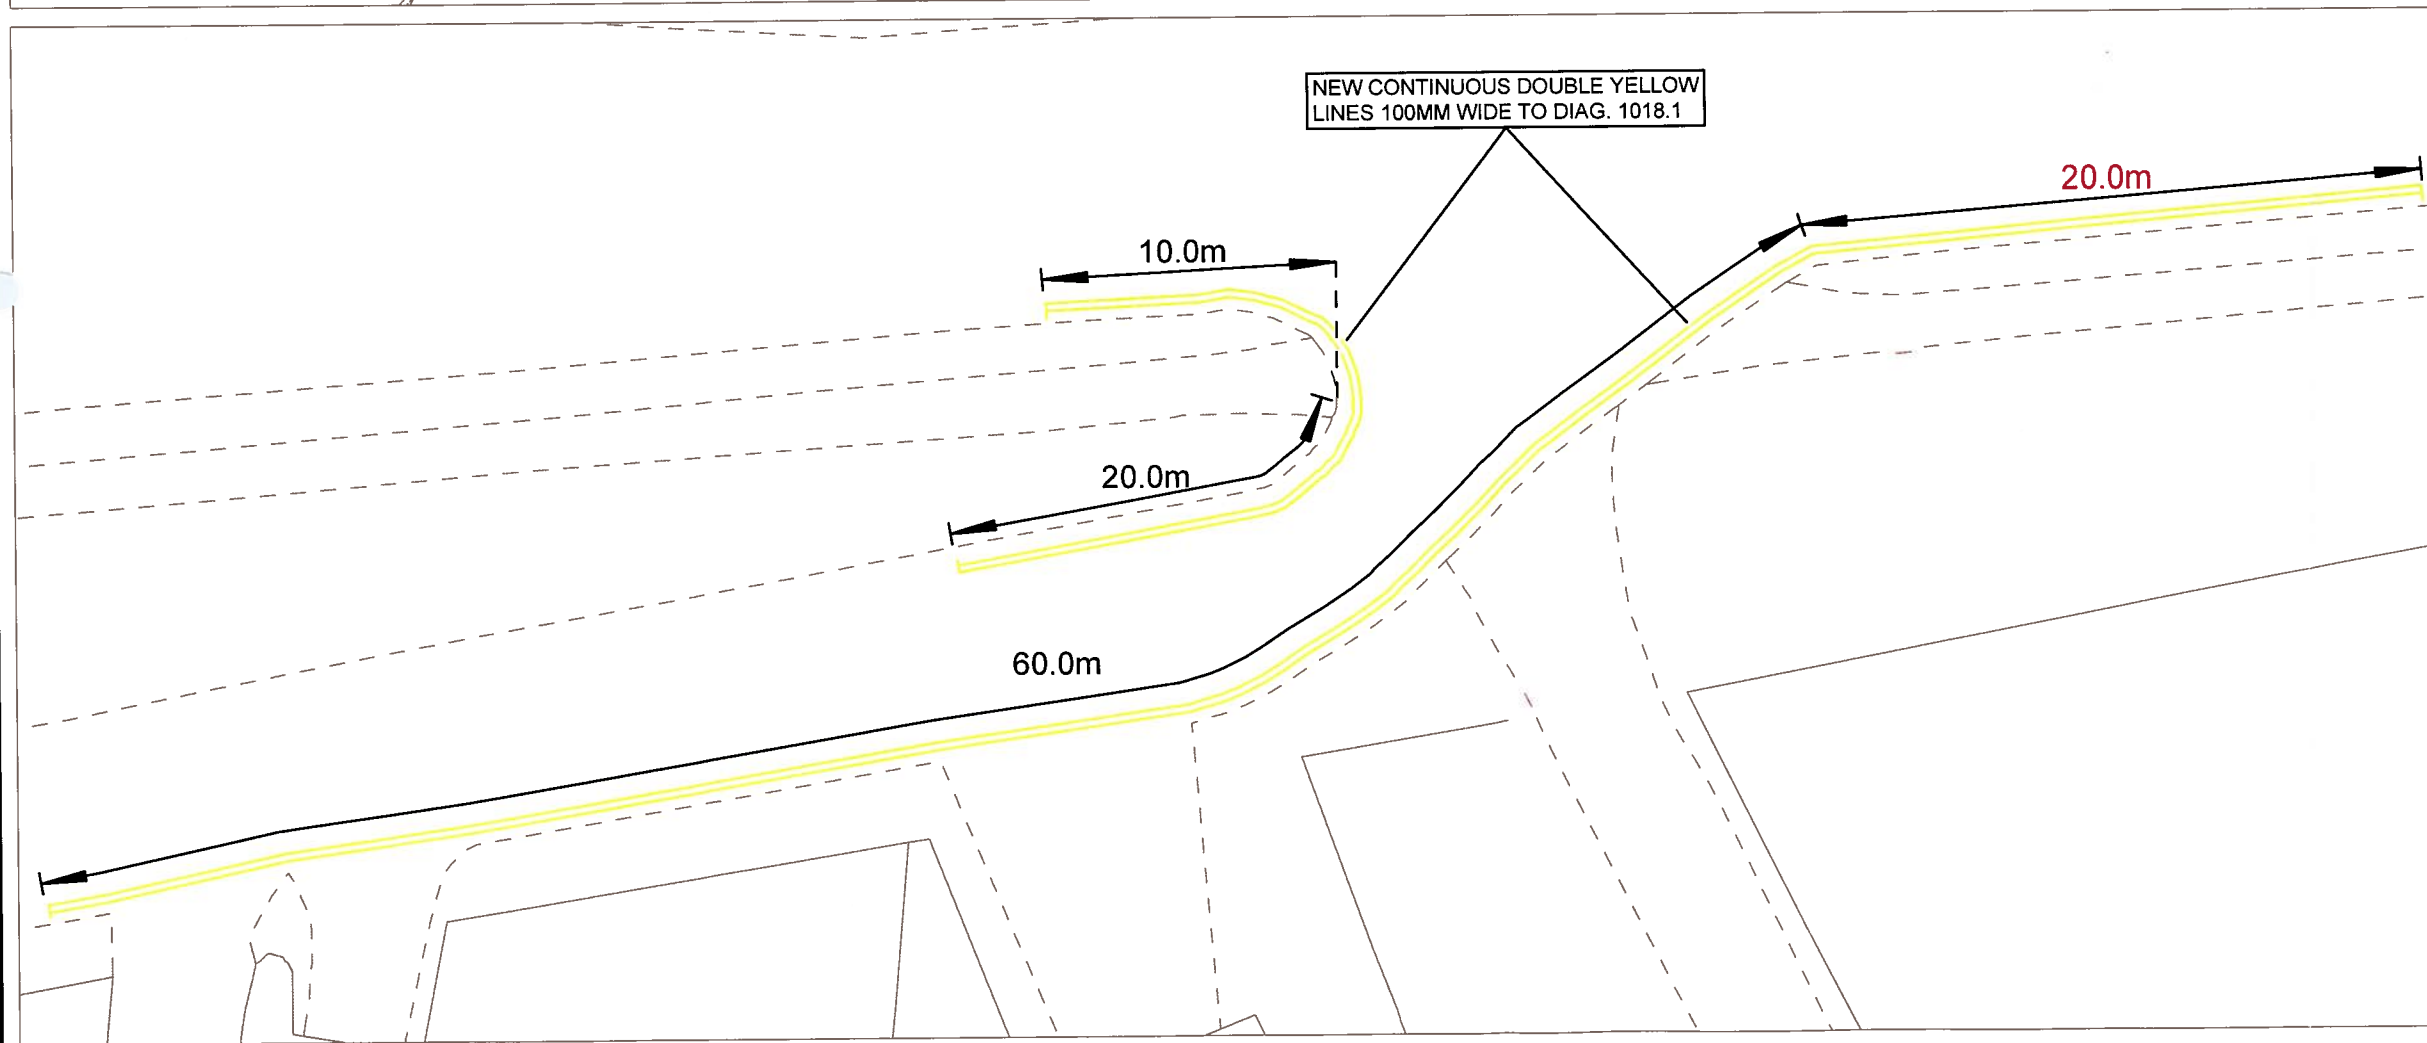 NEW CONTINUOUS DOUBLE YELLOW
LINES 100MM WIDE TO DIAG. 1018.1
20.0m
10.0m
20.0m
60.0m